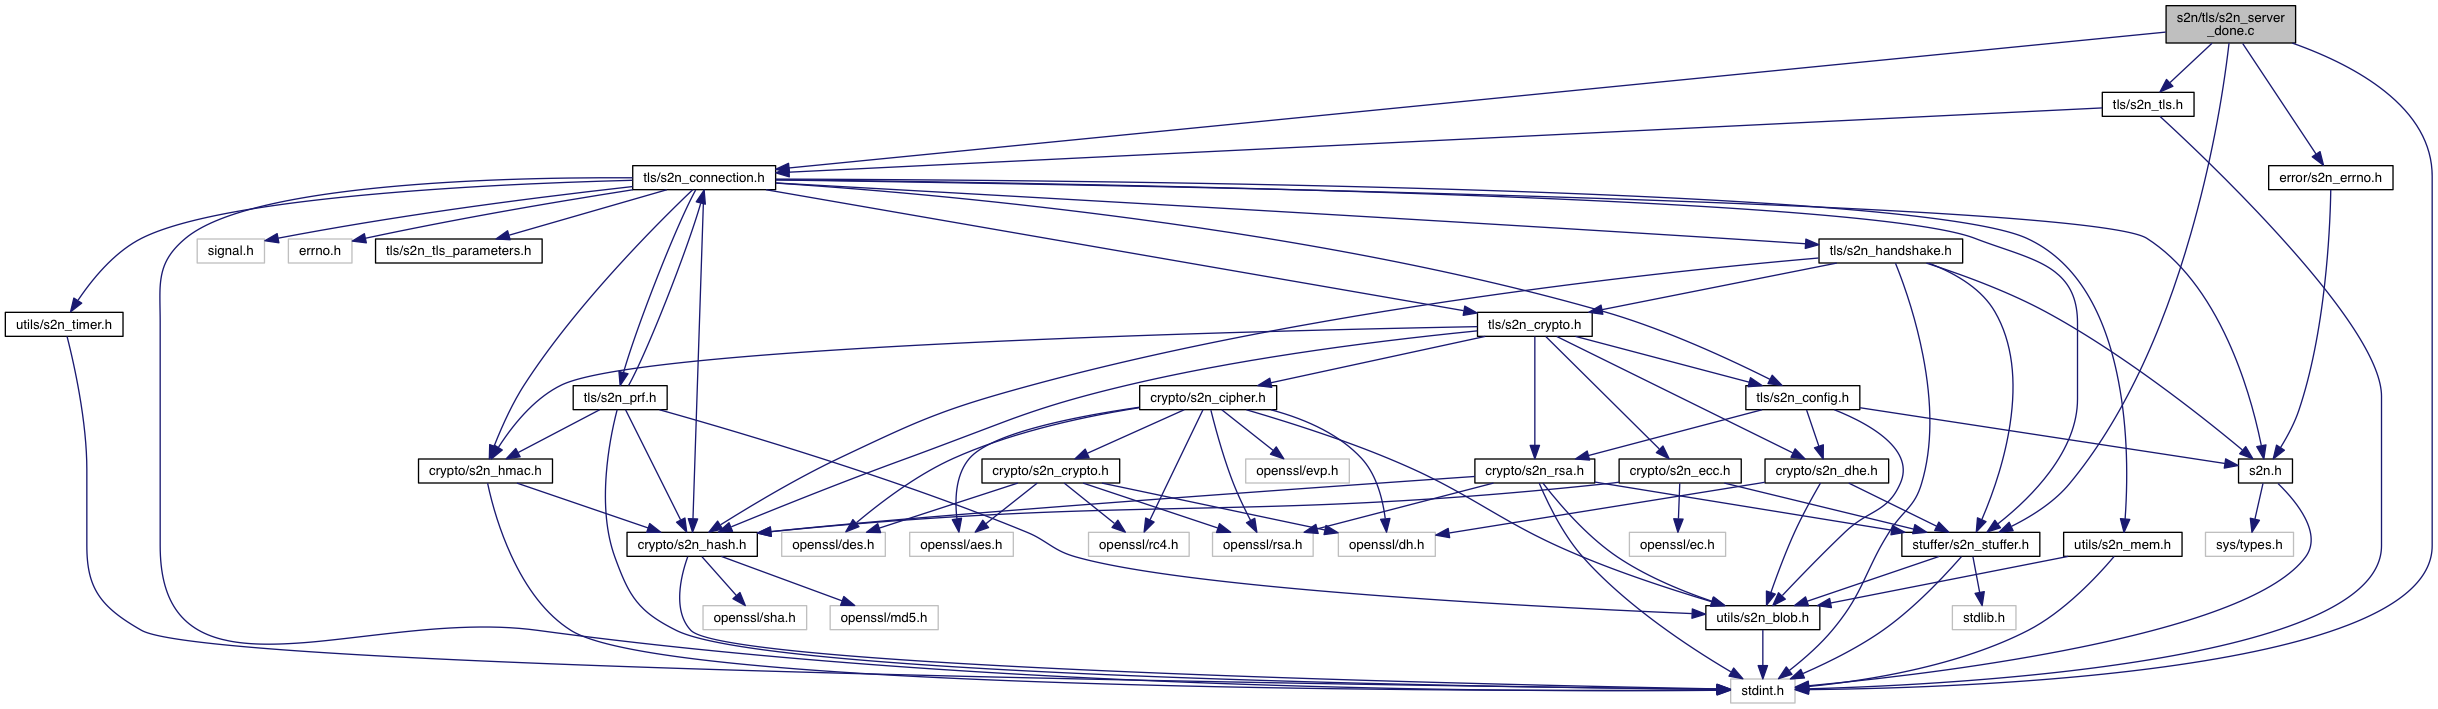 s2n/tls/s2n_server
_done.c
tls/s2n_tls.h
tls/s2n_connection.h
error/s2n_errno.h
signal.h
errno.h
tls/s2n_tls_parameters.h
tls/s2n_handshake.h
utils/s2n_timer.h
tls/s2n_crypto.h
tls/s2n_prf.h
crypto/s2n_cipher.h
tls/s2n_config.h
crypto/s2n_hmac.h
crypto/s2n_crypto.h
openssl/evp.h
crypto/s2n_rsa.h
crypto/s2n_ecc.h
crypto/s2n_dhe.h
s2n.h
crypto/s2n_hash.h
openssl/des.h
openssl/aes.h
openssl/rc4.h
openssl/rsa.h
openssl/dh.h
openssl/ec.h
stuffer/s2n_stuffer.h
utils/s2n_mem.h
sys/types.h
openssl/sha.h
openssl/md5.h
utils/s2n_blob.h
stdlib.h
stdint.h